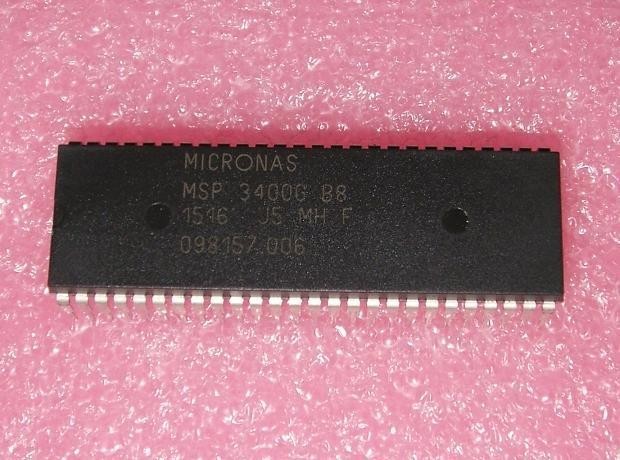 MICRONAS
MSP 3400G B8
1516 J5 MH F
098157.006